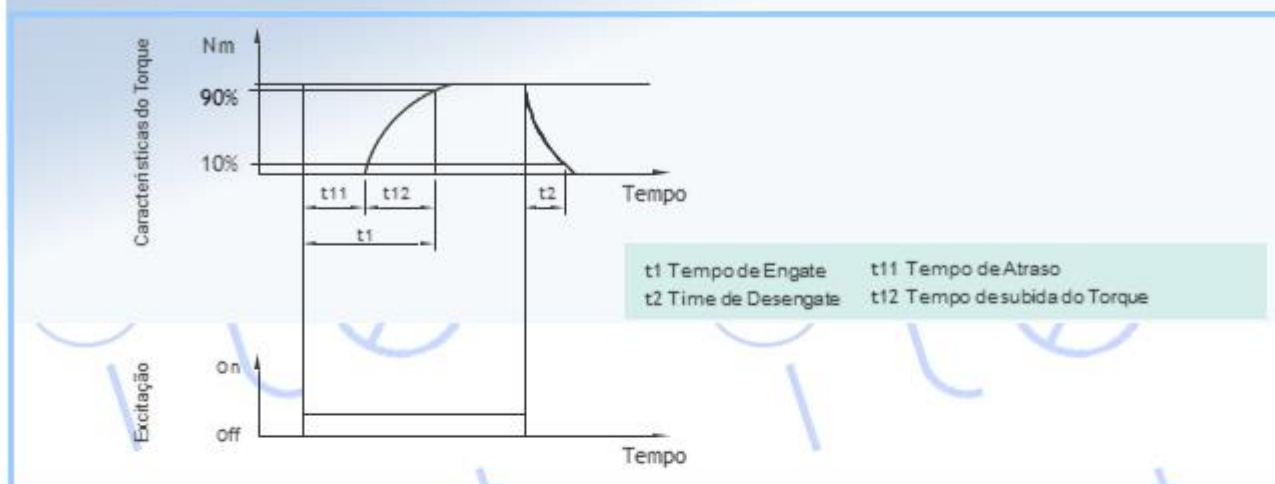 Características do Torque
Nm
90%
10%
t11
t12
t2
Tempo
t1
t1 Tempo de Engate
t11 Tempo de Atraso
t2 Time de Desengate
t12 Tempo de subida do Torque
Excitação
On
Off
Tempo